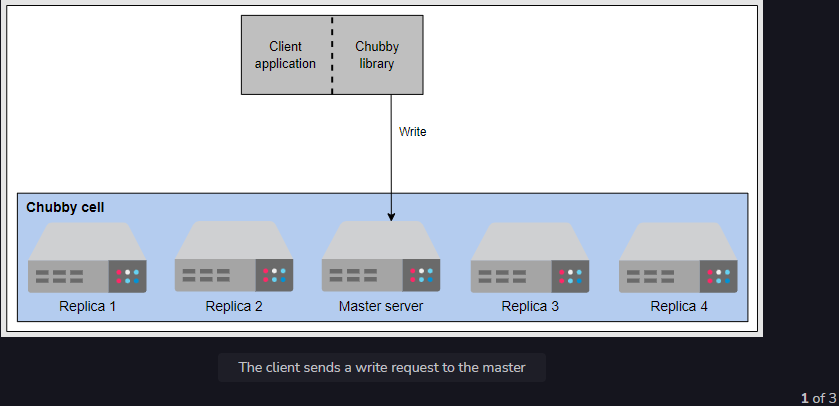 Client
application
Chubby
library
Write
Chubby cell
Replica 1
Replica 2
Master server
Replica 3
Replica 4
The client sends a write request to the master
1 of 3